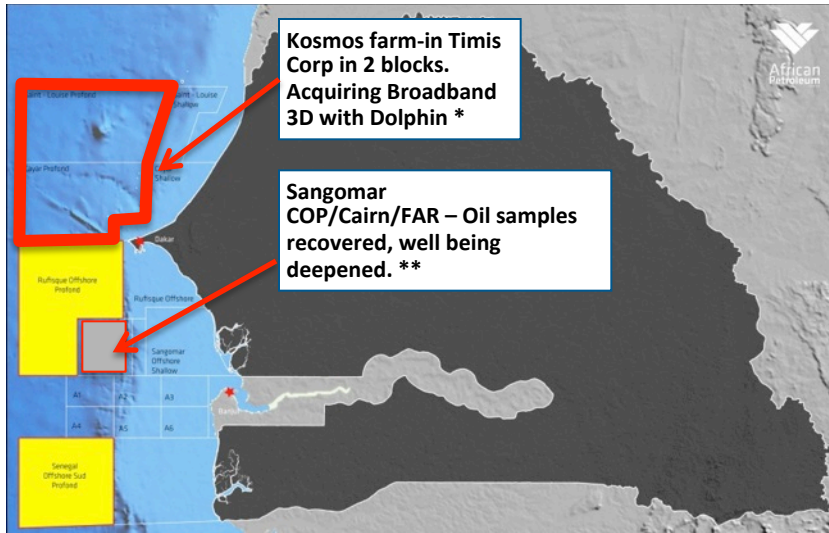 Kosmos farm-in Timis
Corp in 2 blocks.
Acquiring Broadband
3D with Dolphin *
African
Petroleum
Saint - Louise Profond
Saint - Louise
Shallow
Kayar Profond
Shallow
Sangomar
COP/Cairn/FAR – Oil samples
recovered, well being
deepened. **
Dakar
Rufisque Offshore
Profond
Rufisque Offshore
Sangomar
Offshore
Shallow
A1
A2
A3
Banjul
A4
A5
A6
Senegal
Offshore Sud
Profond